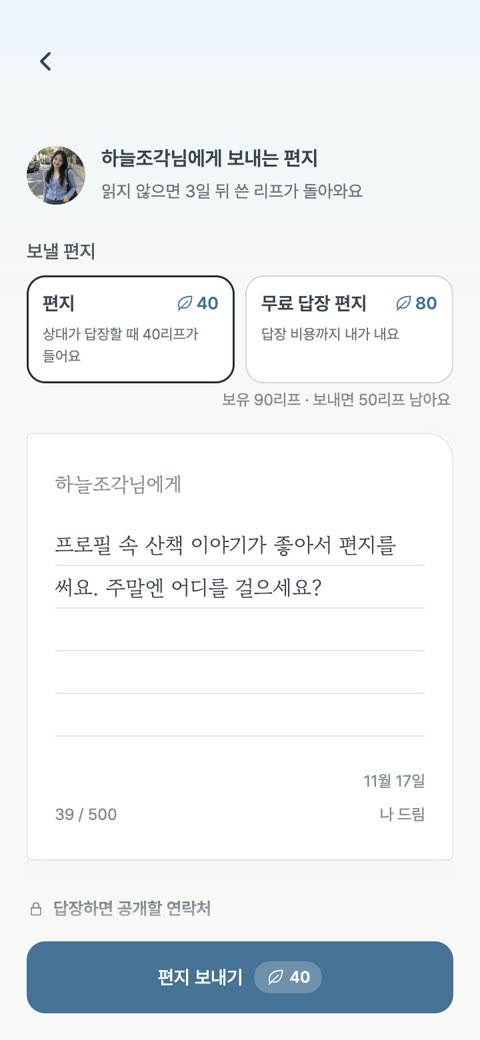 하늘조각님에게 보내는 편지
읽지 않으면 3일 뒤 쓴 리프가 돌아와요
보낼 편지
편지 40
상대가 답장할 때 40리프가
들어요
무료 답장 편지 80
답장 비용까지 내가 내요
보유 90리프 · 보내면 50리프 남아요
하늘조각님에게
프로필 속 산책 이야기가 좋아서 편지를
써요. 주말엔 어디를 걸으세요?
11월 17일
39 / 500 나 드림
답장하면 공개할 연락처
편지 보내기 40